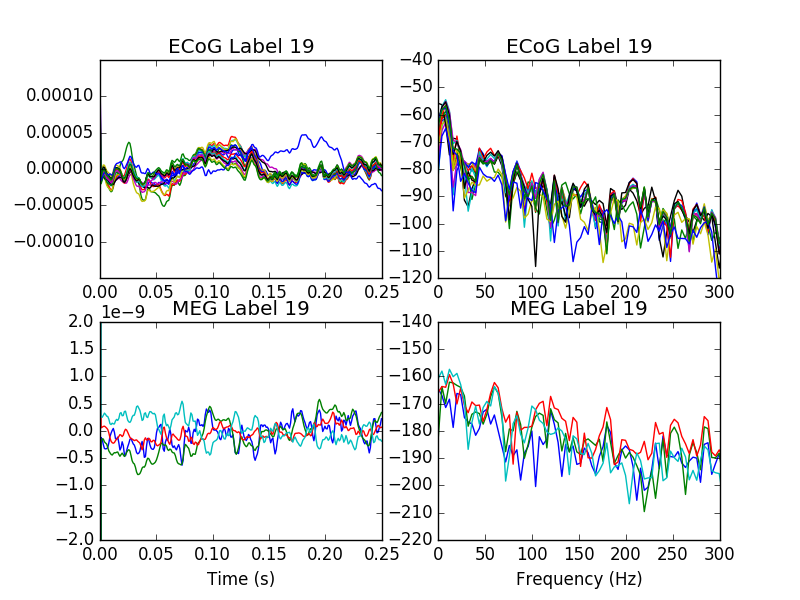 ECoG Label 19
ECoG Label 19
0.00010
0.00005
0.00000
−0.00005
−0.00010
0.00 0.05 0.10 0.15 0.20 0.25
−40
−50
−60
−70
−80
−90
−100
−110
−120
0 50 100 150 200 250 300
1e−9
MEG Label 19
MEG Label 19
2.0
1.5
1.0
0.5
0.0
−0.5
−1.0
−1.5
−2.0
0.00 0.05 0.10 0.15 0.20 0.25
Time (s)
−140
−150
−160
−170
−180
−190
−200
−210
−220
0 50 100 150 200 250 300
Frequency (Hz)